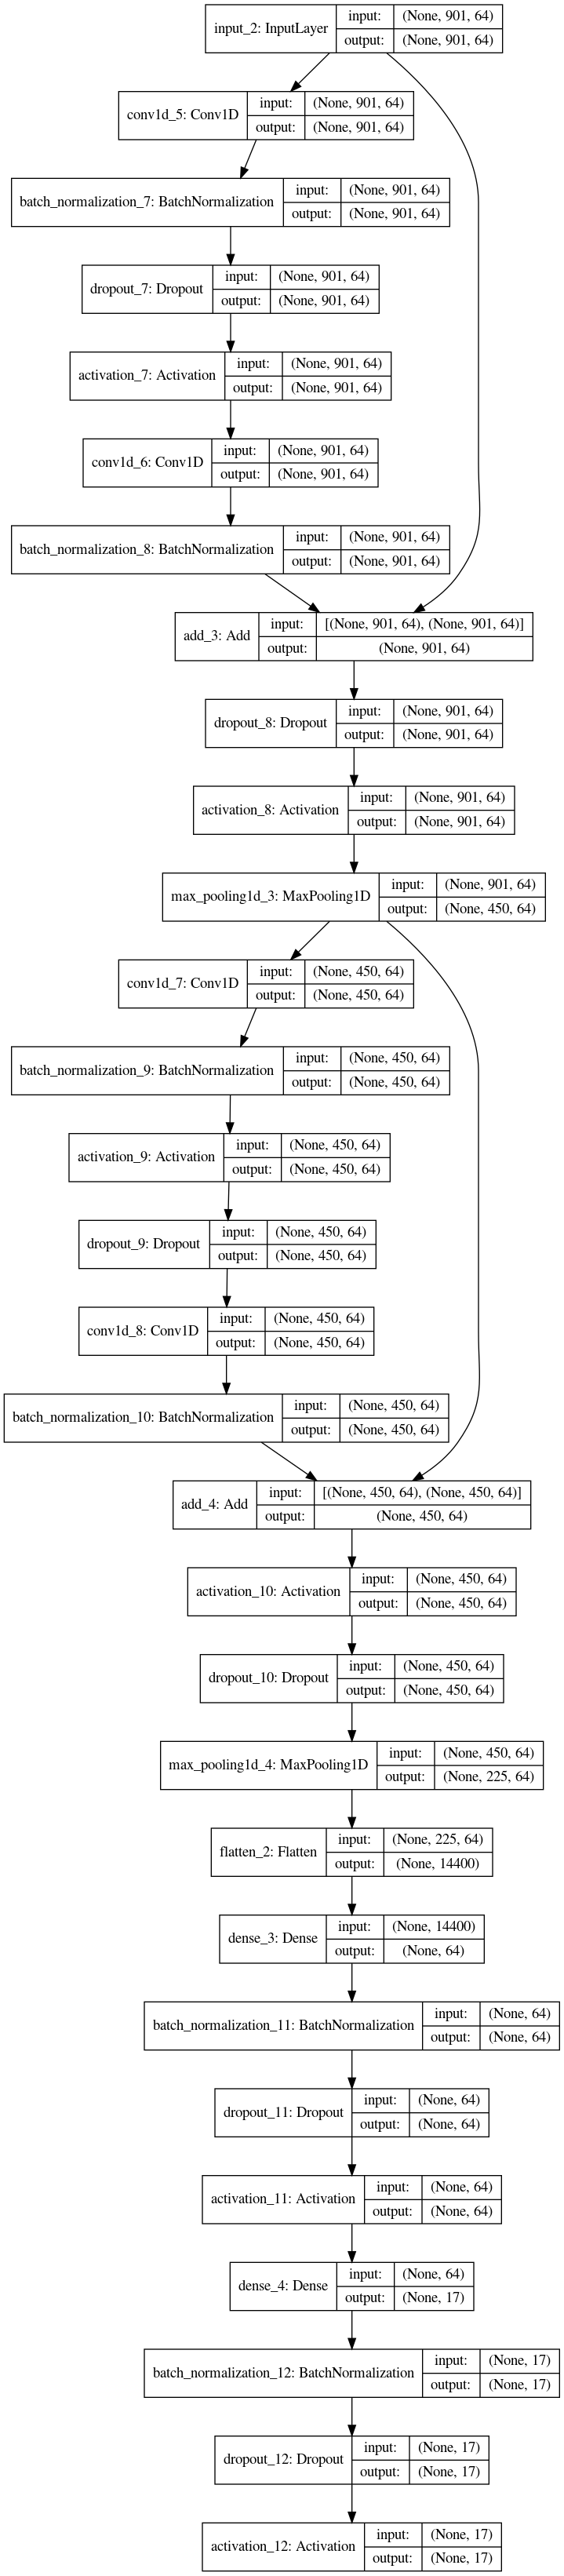 input_2: InputLayer input: (None, 901, 64)
output: (None, 901, 64)
conv1d_5: Conv1D input: (None, 901, 64)
output: (None, 901, 64)
batch_normalization_7: BatchNormalization input: (None, 901, 64)
output: (None, 901, 64)
dropout_7: Dropout input: (None, 901, 64)
output: (None, 901, 64)
activation_7: Activation input: (None, 901, 64)
output: (None, 901, 64)
conv1d_6: Conv1D input: (None, 901, 64)
output: (None, 901, 64)
batch_normalization_8: BatchNormalization input: (None, 901, 64)
output: (None, 901, 64)
add_3: Add input: [(None, 901, 64), (None, 901, 64)]
output: (None, 901, 64)
dropout_8: Dropout input: (None, 901, 64)
output: (None, 901, 64)
activation_8: Activation input: (None, 901, 64)
output: (None, 901, 64)
max_pooling1d_3: MaxPooling1D input: (None, 901, 64)
output: (None, 450, 64)
conv1d_7: Conv1D input: (None, 450, 64)
output: (None, 450, 64)
batch_normalization_9: BatchNormalization input: (None, 450, 64)
output: (None, 450, 64)
activation_9: Activation input: (None, 450, 64)
output: (None, 450, 64)
dropout_9: Dropout input: (None, 450, 64)
output: (None, 450, 64)
conv1d_8: Conv1D input: (None, 450, 64)
output: (None, 450, 64)
batch_normalization_10: BatchNormalization input: (None, 450, 64)
output: (None, 450, 64)
add_4: Add input: [(None, 450, 64), (None, 450, 64)]
output: (None, 450, 64)
activation_10: Activation input: (None, 450, 64)
output: (None, 450, 64)
dropout_10: Dropout input: (None, 450, 64)
output: (None, 450, 64)
max_pooling1d_4: MaxPooling1D input: (None, 450, 64)
output: (None, 225, 64)
flatten_2: Flatten input: (None, 225, 64)
output: (None, 14400)
dense_3: Dense input: (None, 14400)
output: (None, 64)
batch_normalization_11: BatchNormalization input: (None, 64)
output: (None, 64)
dropout_11: Dropout input: (None, 64)
output: (None, 64)
activation_11: Activation input: (None, 64)
output: (None, 64)
dense_4: Dense input: (None, 64)
output: (None, 17)
batch_normalization_12: BatchNormalization input: (None, 17)
output: (None, 17)
dropout_12: Dropout input: (None, 17)
output: (None, 17)
activation_12: Activation input: (None, 17)
output: (None, 17)